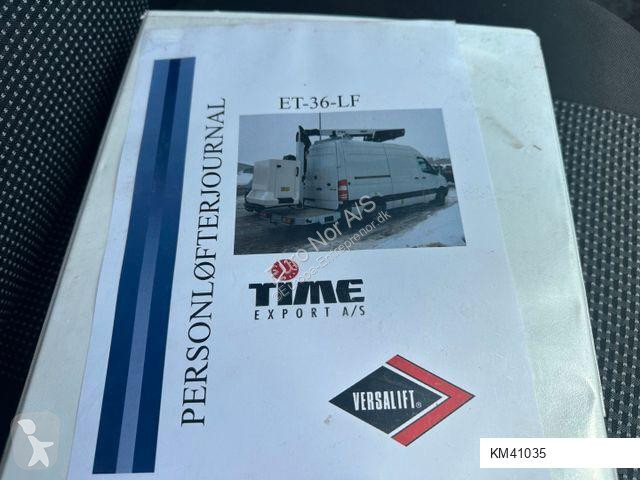 ET-36-LF
PERSONLØFTERJOURNAL
TIME
EXPORT A/S
VERSALIFT®
KM41035